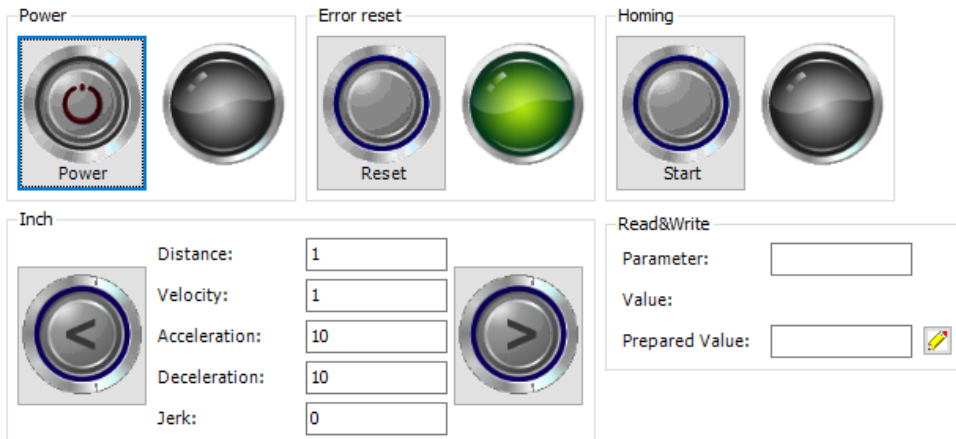 Power
Power
Error reset
Reset
Homing
Start
Inch
<
Distance:
1
Velocity:
1
Acceleration:
10
Deceleration:
10
Jerk:
0
>
Read&Write
Parameter:
Value:
Prepared Value: